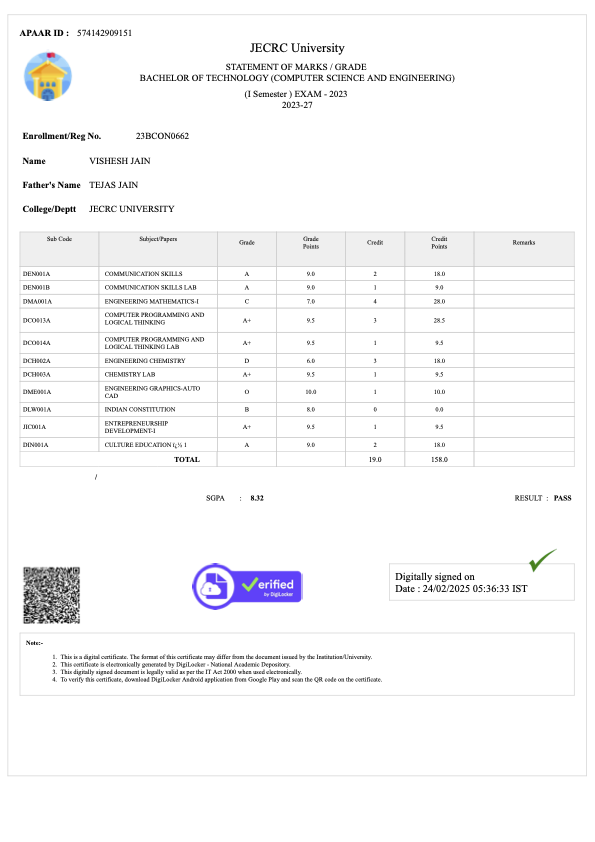 APAAR ID : 574142909151
JECRC University
STATEMENT OF MARKS / GRADE
BACHELOR OF TECHNOLOGY (COMPUTER SCIENCE AND ENGINEERING)
(I Semester ) EXAM - 2023
2023-27
Enrollment/Reg No. 23BCON0662
Name VISHESH JAIN
Father's Name TEJAS JAIN
College/Deptt JECRC UNIVERSITY
Sub Code Subject/Papers Grade Grade Points Credit Credit Points Remarks
DEN001A COMMUNICATION SKILLS A 9.0 2 18.0
DEN001B COMMUNICATION SKILLS LAB A 9.0 1 9.0
DMA001A ENGINEERING MATHEMATICS-I C 7.0 4 28.0
DCO013A COMPUTER PROGRAMMING AND LOGICAL THINKING A+ 9.5 3 28.5
DCO014A COMPUTER PROGRAMMING AND LOGICAL THINKING LAB A+ 9.5 1 9.5
DCH002A ENGINEERING CHEMISTRY D 6.0 3 18.0
DCH003A CHEMISTRY LAB A+ 9.5 1 9.5
DME001A ENGINEERING GRAPHICS-AUTO CAD O 10.0 1 10.0
DLW001A INDIAN CONSTITUTION B 8.0 0 0.0
JIC001A ENTREPRENEURSHIP DEVELOPMENT-I A+ 9.5 1 9.5
DIN001A CULTURE EDUCATION ï¿½ 1 A 9.0 2 18.0
TOTAL 19.0 158.0
/
SGPA : 8.32 RESULT : PASS
Verified
by DigiLocker
Digitally signed on
Date : 24/02/2025 05:36:33 IST
Note:-
1. This is a digital certificate. The format of this certificate may differ from the document issued by the Institution/University.
2. This certificate is electronically generated by DigiLocker - National Academic Depository.
3. This digitally signed document is legally valid as per the IT Act 2000 when used electronically.
4. To verify this certificate, download DigiLocker Android application from Google Play and scan the QR code on the certificate.